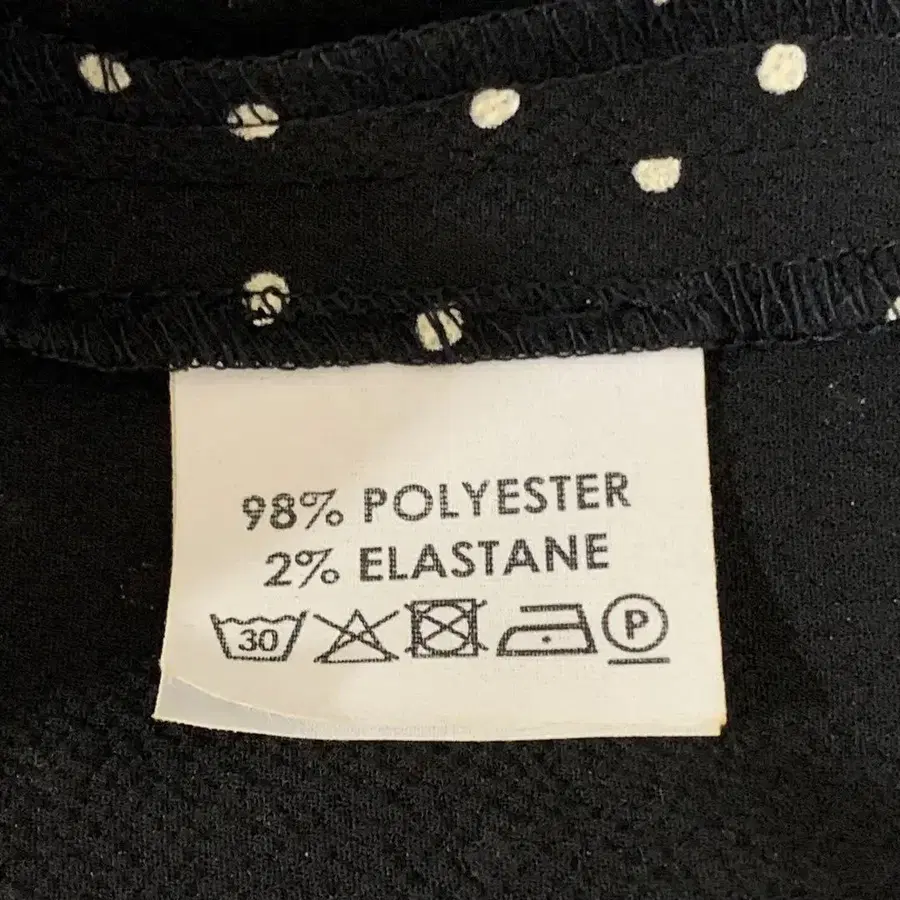 98% POLYESTER
2% ELASTANE
30 P